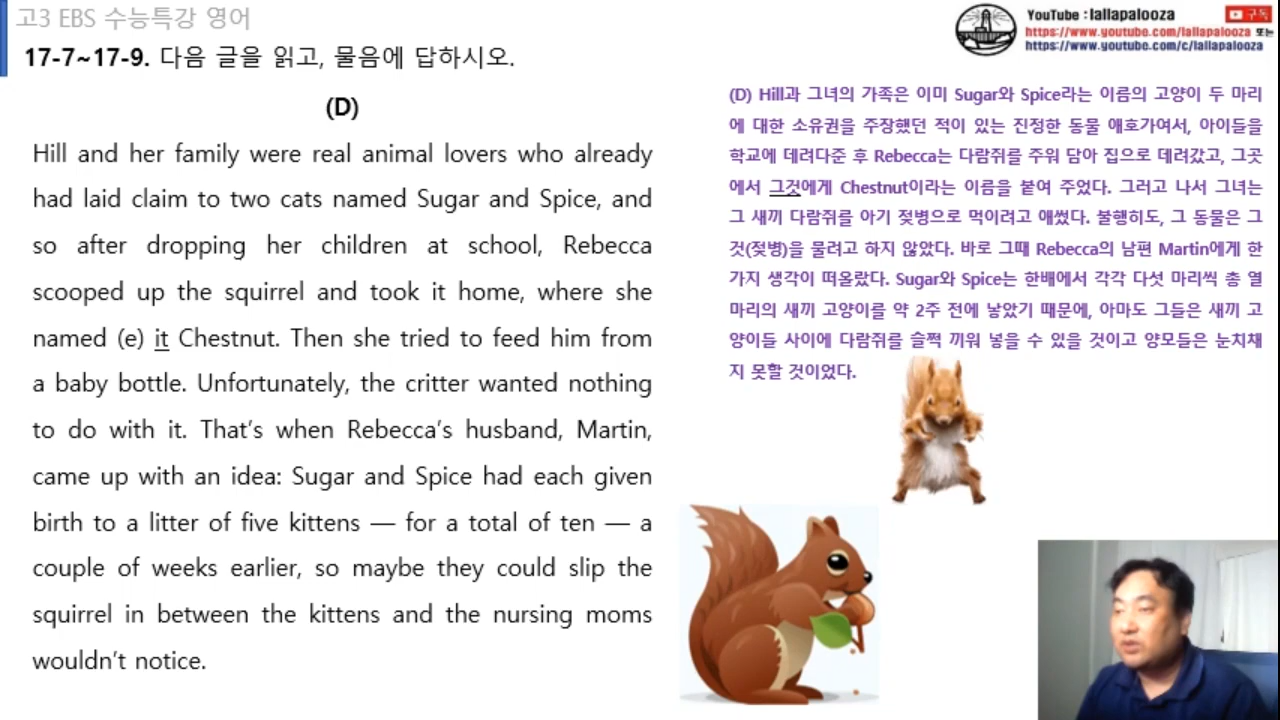 고3 EBS 수능특강 영어
17-7~17-9. 다음 글을 읽고, 물음에 답하시오.
YouTube : lallapalooza
구독
https://www.youtube.com/lallapalooza 또는
https://www.youtube.com/c/lallapalooza
(D)
Hill and her family were real animal lovers who already
had laid claim to two cats named Sugar and Spice, and
so after dropping her children at school, Rebecca
scooped up the squirrel and took it home, where she
named (e) it Chestnut. Then she tried to feed him from
a baby bottle. Unfortunately, the critter wanted nothing
to do with it. That's when Rebecca's husband, Martin,
came up with an idea: Sugar and Spice had each given
birth to a litter of five kittens — for a total of ten — a
couple of weeks earlier, so maybe they could slip the
squirrel in between the kittens and the nursing moms
wouldn't notice.
(D) Hill과 그녀의 가족은 이미 Sugar와 Spice라는 이름의 고양이 두 마리
에 대한 소유권을 주장했던 적이 있는 진정한 동물 애호가여서, 아이들을
학교에 데려다준 후 Rebecca는 다람쥐를 주워 담아 집으로 데려갔고, 그곳
에서 그것에게 Chestnut이라는 이름을 붙여 주었다. 그러고 나서 그녀는
그 새끼 다람쥐를 아기 젖병으로 먹이려고 애썼다. 불행히도, 그 동물은 그
것(젖병)을 물려고 하지 않았다. 바로 그때 Rebecca의 남편 Martin에게 한
가지 생각이 떠올랐다. Sugar와 Spice는 한배에서 각각 다섯 마리씩 총 열
마리의 새끼 고양이를 약 2주 전에 낳았기 때문에, 아마도 그들은 새끼 고
양이들 사이에 다람쥐를 슬쩍 끼워 넣을 수 있을 것이고 양모들은 눈치채
지 못할 것이었다.